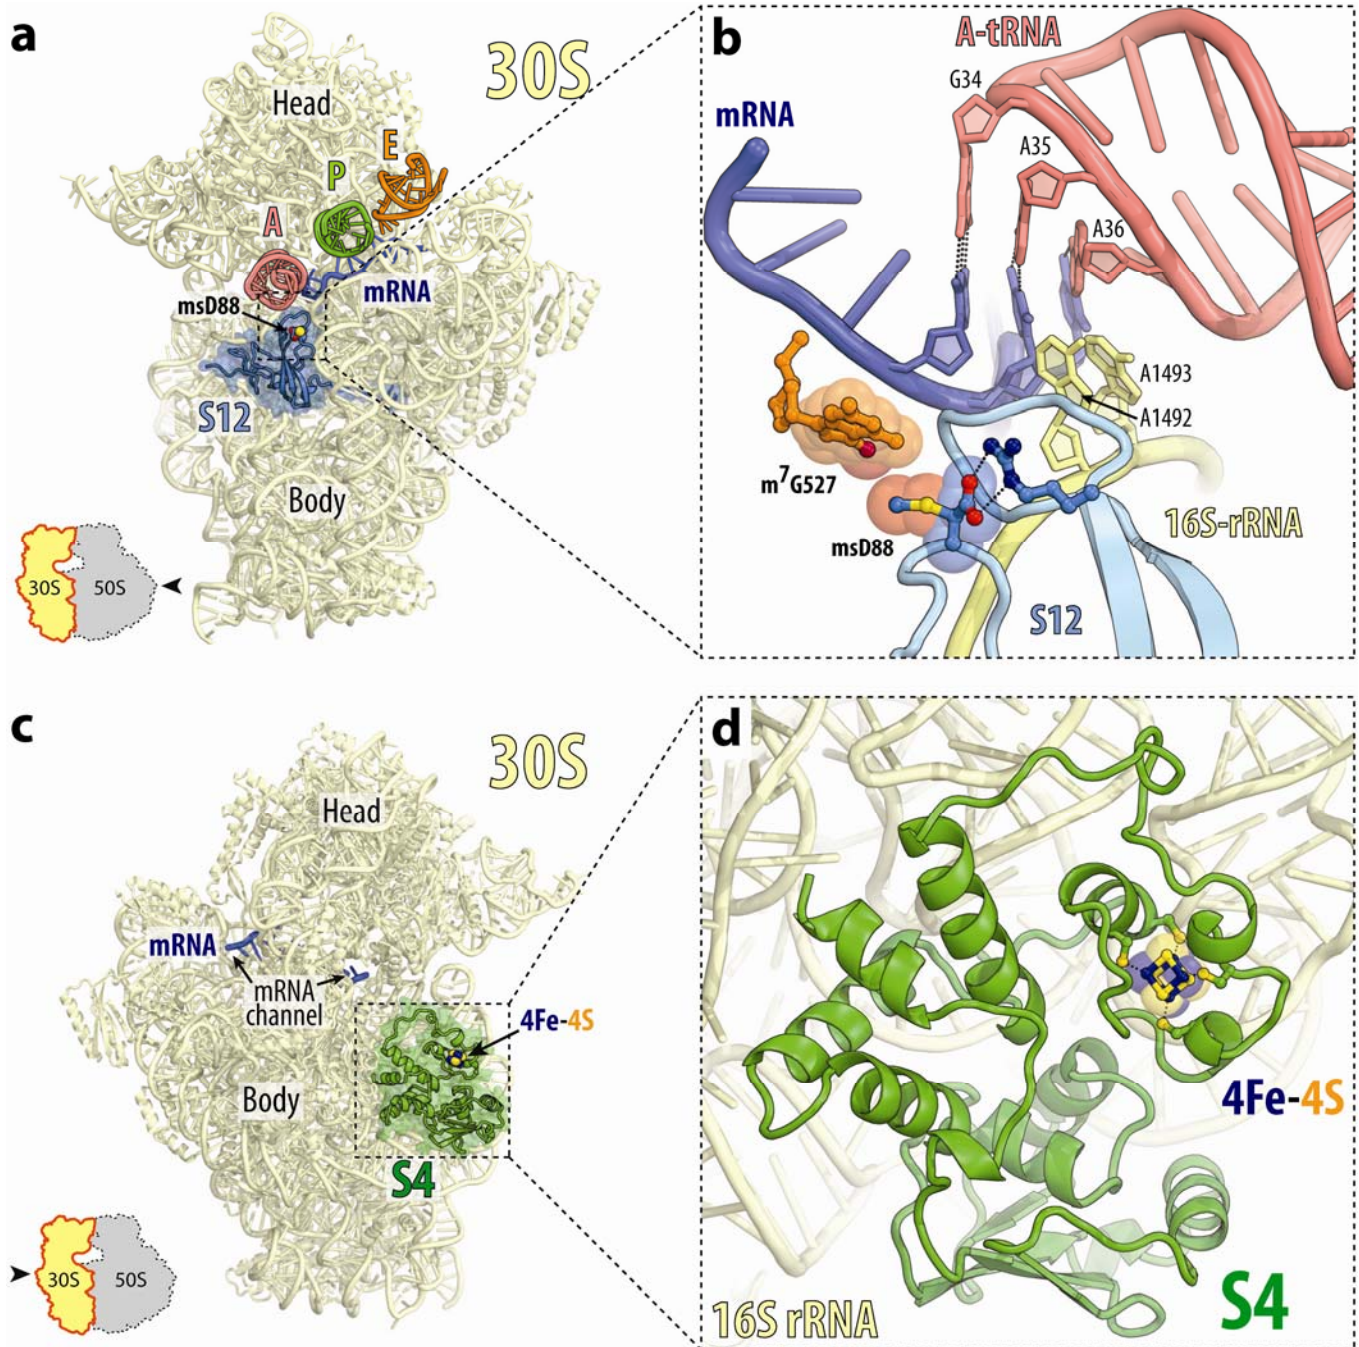 a
30S
Head
E
P
A
msD88
mRNA
S12
Body
30S
50S
b
A-tRNA
G34
mRNA
A35
A36
A1493
A1492
m⁷G527
msD88
16S-rRNA
S12
c
30S
Head
mRNA
mRNA
channel
4Fe-4S
Body
S4
30S
50S
d
4Fe-4S
S4
16S rRNA